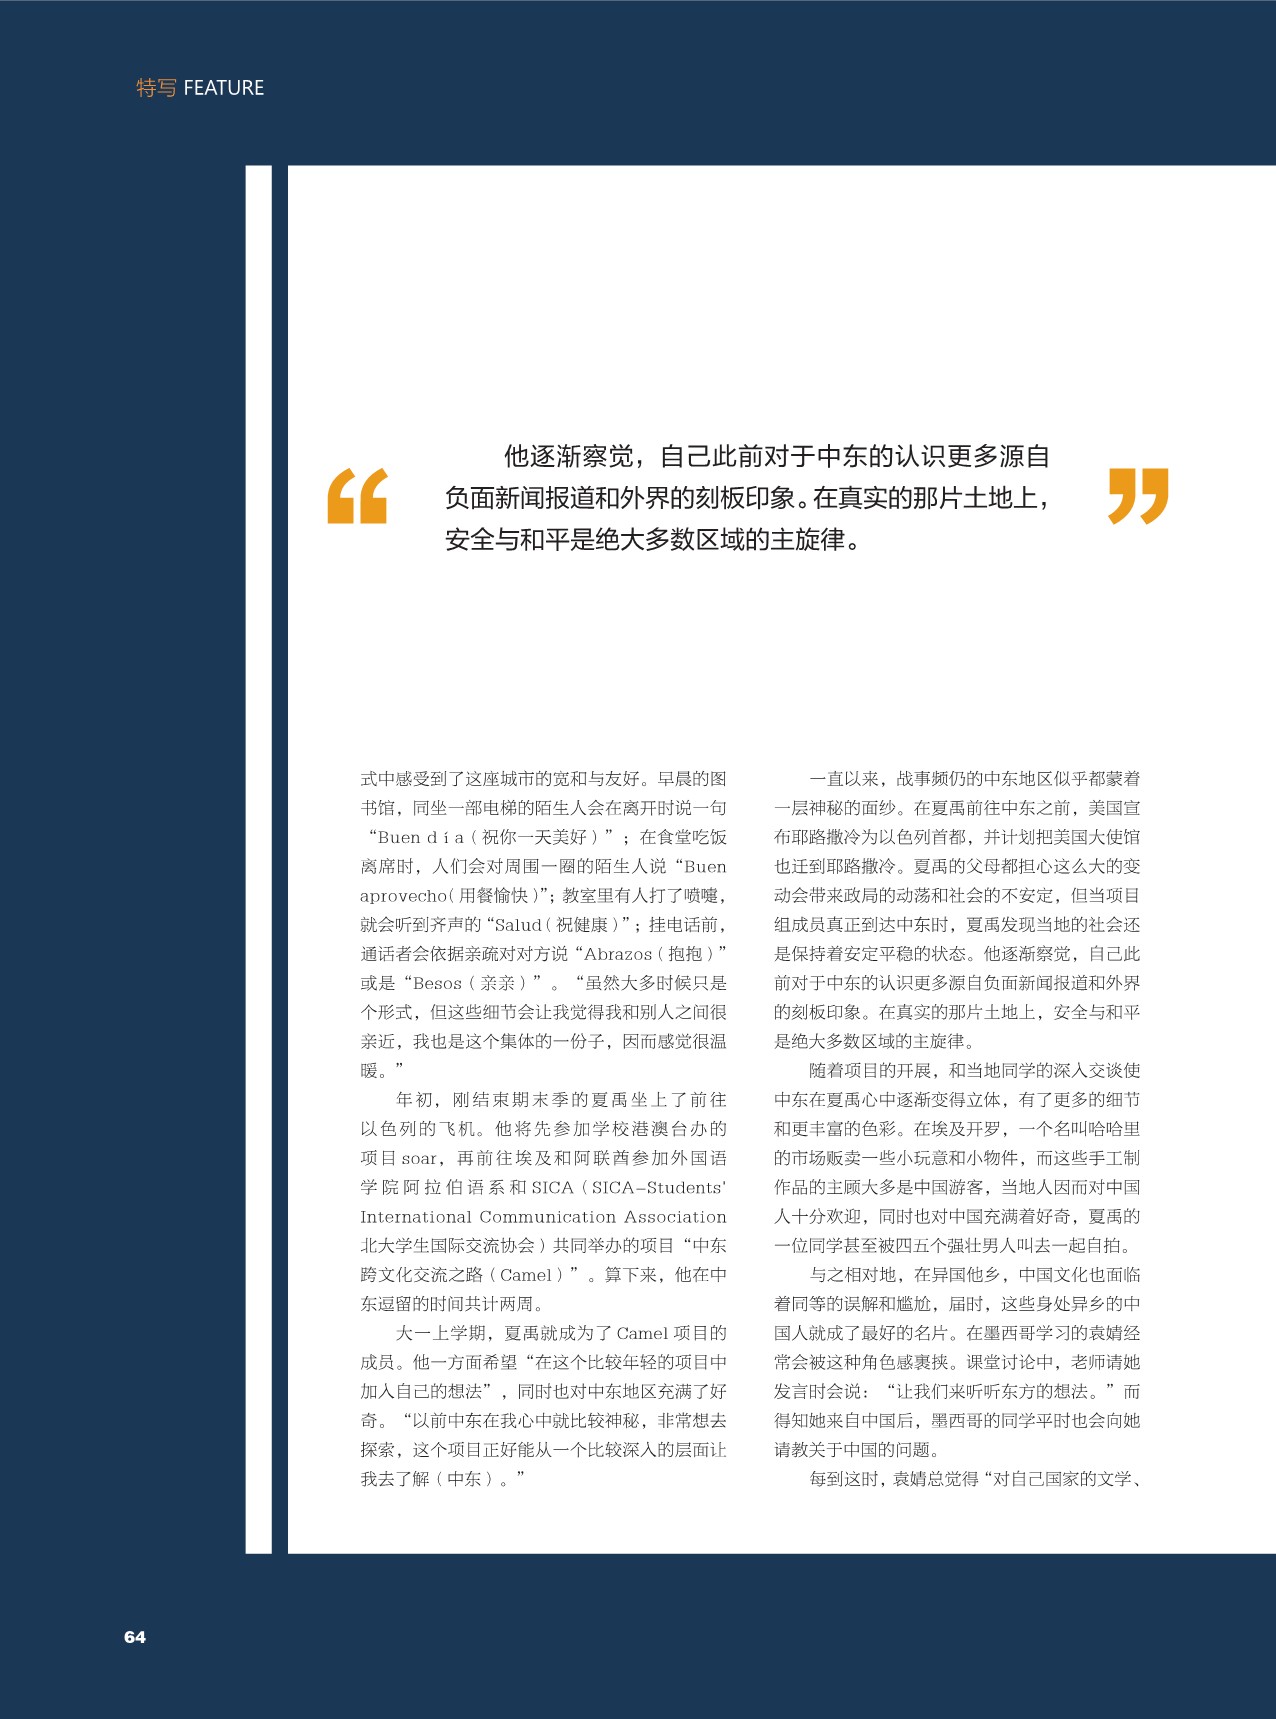 特写 FEATURE
“ 他逐渐察觉，自己此前对于中东的认识更多源自 ”
负面新闻报道和外界的刻板印象。在真实的那片土地上，
安全与和平是绝大多数区域的主旋律。
式中感受到了这座城市的宽和与友好。早晨的图
书馆，同坐一部电梯的陌生人会在离开时说一句
“Buen día（祝你一天美好）”；在食堂吃饭
离席时，人们会对周围一圈的陌生人说“Buen
aprovecho（用餐愉快）”；教室里有人打了喷嚏，
就会听到齐声的“Salud（祝健康）”；挂电话前，
通话者会依据亲疏对对方说“Abrazos（抱抱）”
或是“Besos（亲亲）”。“虽然大多时候只是
个形式，但这些细节会让我觉得我和别人之间很
亲近，我也是这个集体的一份子，因而感觉很温
暖。”
年初，刚结束期末季的夏禹坐上了前往
以色列的飞机。他将先参加学校港澳台办的
项目soar，再前往埃及和阿联酋参加外国语
学院阿拉伯语系和SICA（SICA–Students'
International Communication Association
北大学生国际交流协会）共同举办的项目“中东
跨文化交流之路（Camel）”。算下来，他在中
东逗留的时间共计两周。
大一上学期，夏禹就成为了Camel项目的
成员。他一方面希望“在这个比较年轻的项目中
加入自己的想法”，同时也对中东地区充满了好
奇。“以前中东在我心中就比较神秘，非常想去
探索，这个项目正好能从一个比较深入的层面让
我去了解（中东）。”
一直以来，战事频仍的中东地区似乎都蒙着
一层神秘的面纱。在夏禹前往中东之前，美国宣
布耶路撒冷为以色列首都，并计划把美国大使馆
也迁到耶路撒冷。夏禹的父母都担心这么大的变
动会带来政局的动荡和社会的不安定，但当项目
组成员真正到达中东时，夏禹发现当地的社会还
是保持着安定平稳的状态。他逐渐察觉，自己此
前对于中东的认识更多源自负面新闻报道和外界
的刻板印象。在真实的那片土地上，安全与和平
是绝大多数区域的主旋律。
随着项目的开展，和当地同学的深入交谈使
中东在夏禹心中逐渐变得立体，有了更多的细节
和更丰富的色彩。在埃及开罗，一个名叫哈哈里
的市场贩卖一些小玩意和小物件，而这些手工制
作品的主顾大多是中国游客，当地人因而对中国
人十分欢迎，同时也对中国充满着好奇，夏禹的
一位同学甚至被四五个强壮男人叫去一起自拍。
与之相对地，在异国他乡，中国文化也面临
着同等的误解和尴尬，届时，这些身处异乡的中
国人就成了最好的名片。在墨西哥学习的袁婧经
常会被这种角色感裹挟。课堂讨论中，老师请她
发言时会说：“让我们来听听东方的想法。”而
得知她来自中国后，墨西哥的同学平时也会向她
请教关于中国的问题。
每到这时，袁婧总觉得“对自己国家的文学、
64